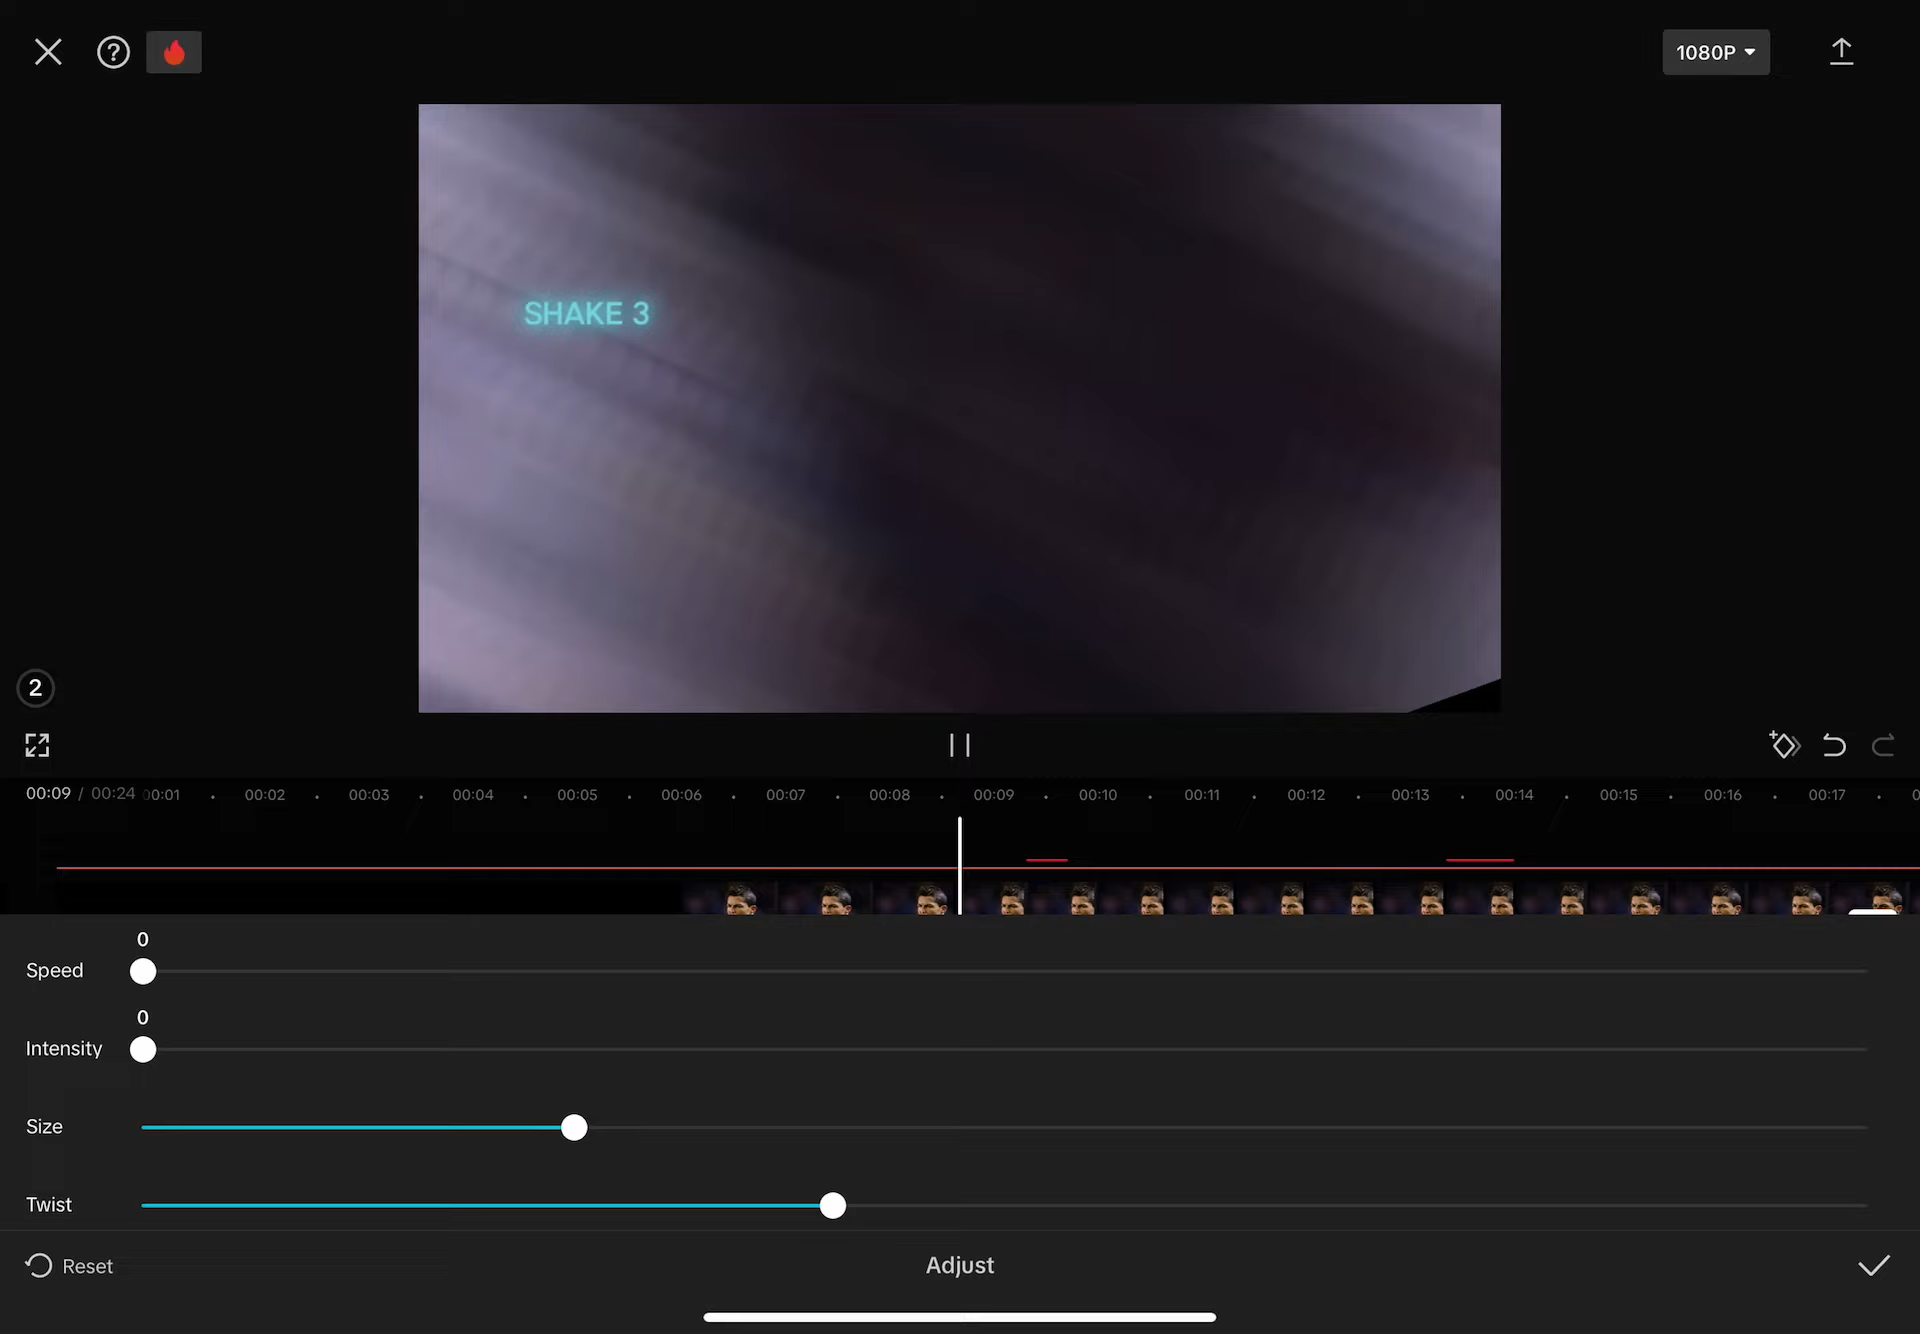 ?
1080P
SHAKE 3
2
00:09 / 00:24 00:01 00:02 00:03 00:04 00:05 00:06 00:07 00:08 00:09 00:10 00:11 00:12 00:13 00:14 00:15 00:16 00:17
0
Speed
0
Intensity
Size
Twist
Reset Adjust